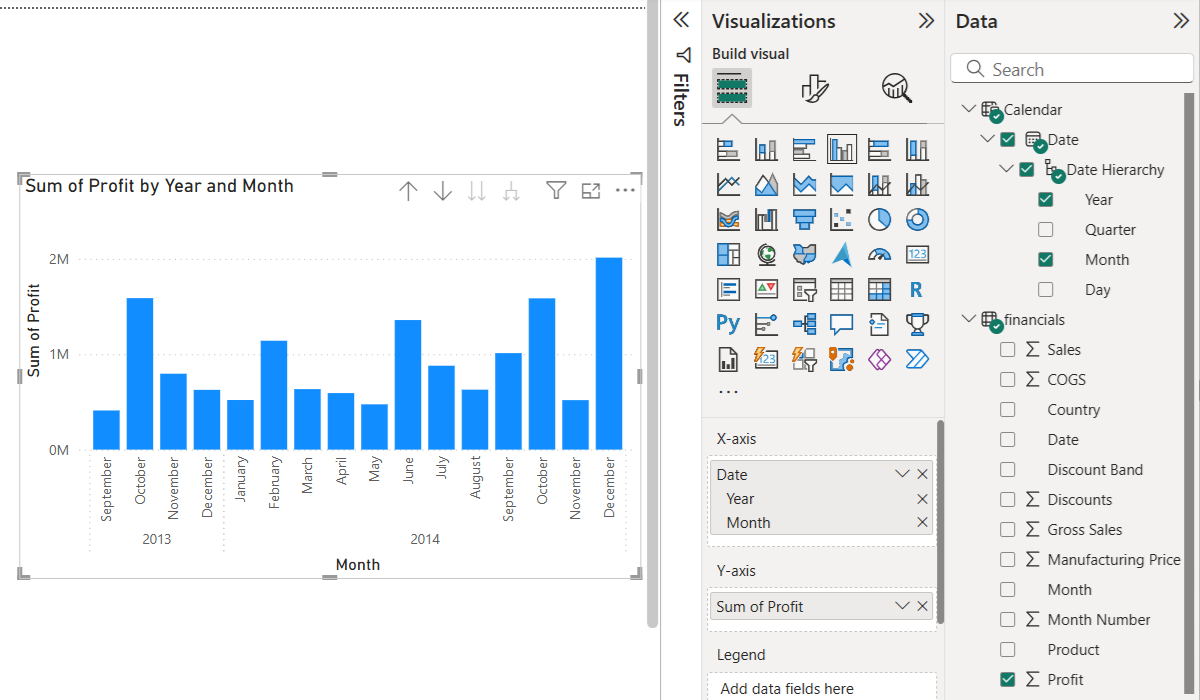 Sum of Profit by Year and Month
Sum of Profit
2M
1M
0M
September
October
November
December
January
February
March
April
May
June
July
August
September
October
November
December
2013
2014
Month
Filters
Visualizations
Build visual
123
R
Py
123
...
X-axis
Date
Year
Month
Y-axis
Sum of Profit
Legend
Add data fields here
Data
Search
Calendar
Date
Date Hierarchy
Year
Quarter
Month
Day
financials
Sales
COGS
Country
Date
Discount Band
Discounts
Gross Sales
Manufacturing Price
Month
Month Number
Product
Profit